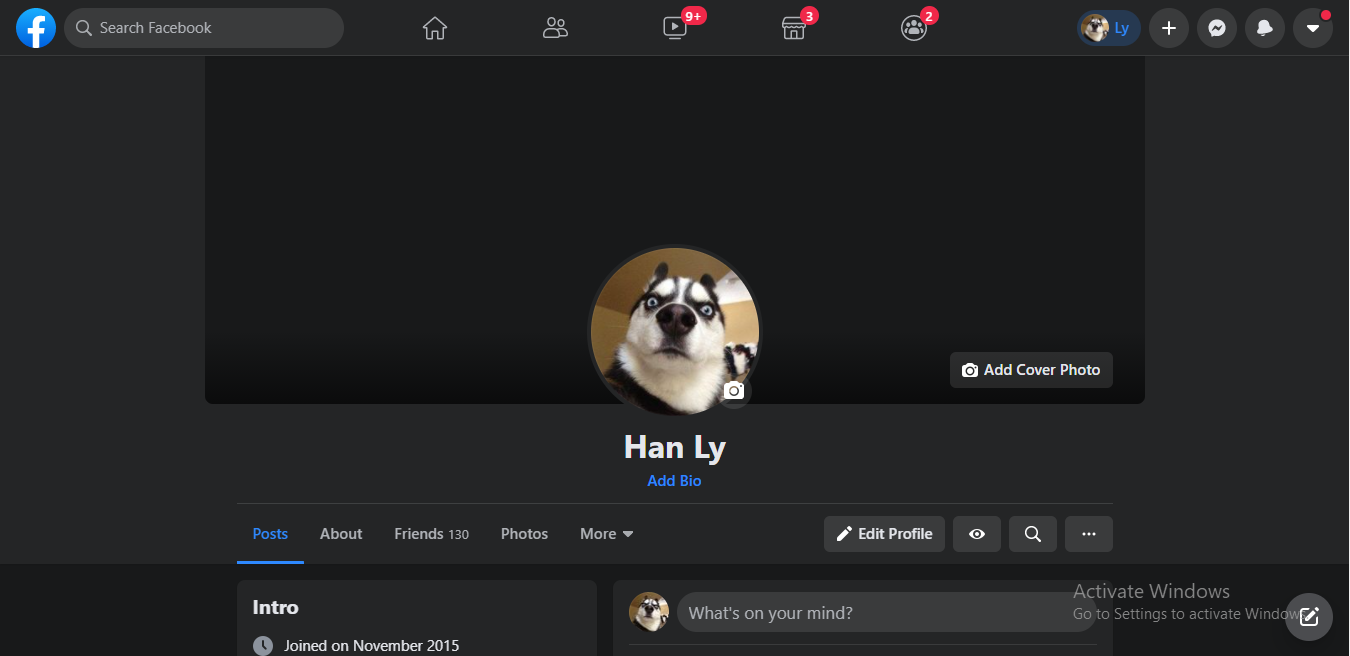 Search Facebook
9+
3
2
Ly
Add Cover Photo
Han Ly
Add Bio
Posts About Friends 130 Photos More Edit Profile
Activate Windows
Go to Settings to activate Windows
Intro
What's on your mind?
Joined on November 2015